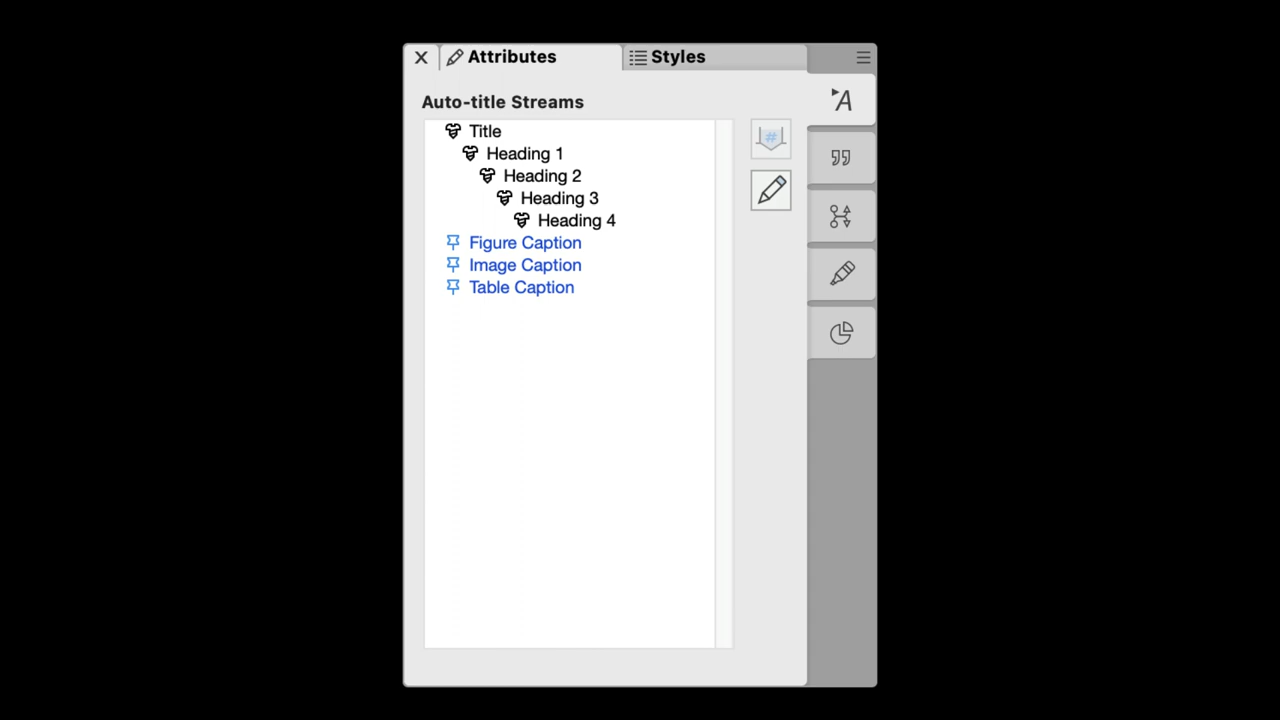 Attributes
Styles
Auto-title Streams
Title
Heading 1
Heading 2
Heading 3
Heading 4
Figure Caption
Image Caption
Table Caption